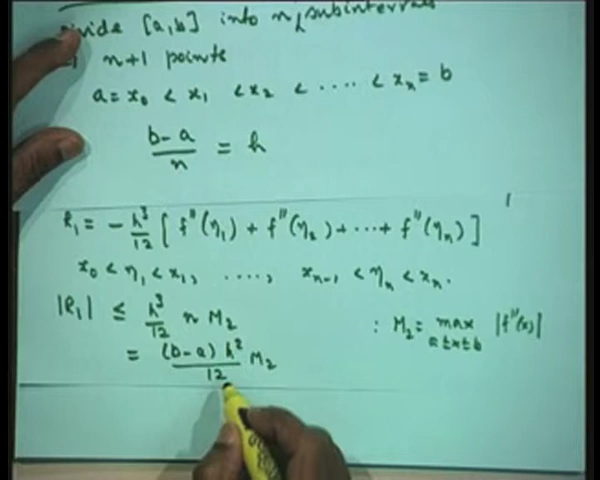 divide [a,b] into n subintervals
n+1 points
a = x₀ < x₁ < x₂ < .... < xₙ = b
(b-a)/n = h
R₁ = -h³/12 [f''(η₁) + f''(η₂) + ... + f''(ηₙ)]
x₀ < η₁ < x₁, ...., xₙ₋₁ < ηₙ < xₙ.
|R₁| ≤ h³/12 n M₂ : M₂ = max a≤x≤b |f''(x)|
= (b-a) h²/12 M₂